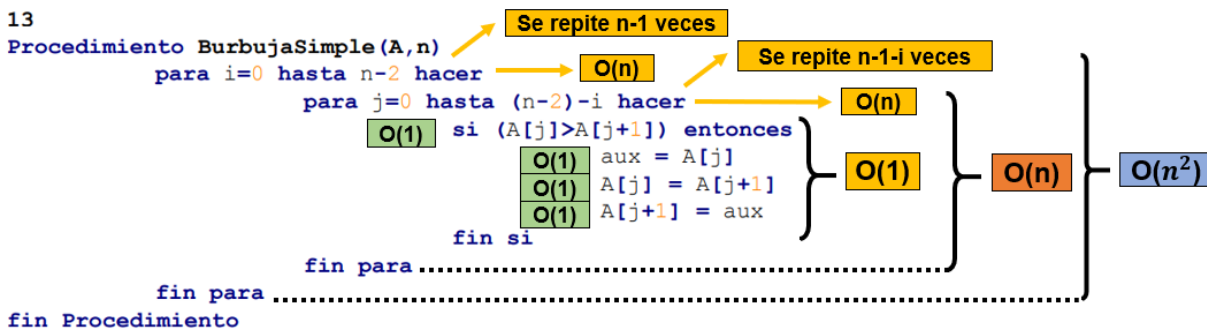 13
Se repite n-1 veces
Procedimiento BurbujaSimple(A,n)
Se repite n-1-i veces
para i=0 hasta n-2 hacer
O(n)
para j=0 hasta (n-2)-i hacer
O(n)
O(1) si (A[j]>A[j+1]) entonces
O(1) aux = A[j]
O(1) A[j] = A[j+1]
O(1) A[j+1] = aux
O(1)
O(n)
O(n²)
fin si
fin para
fin para
fin Procedimiento